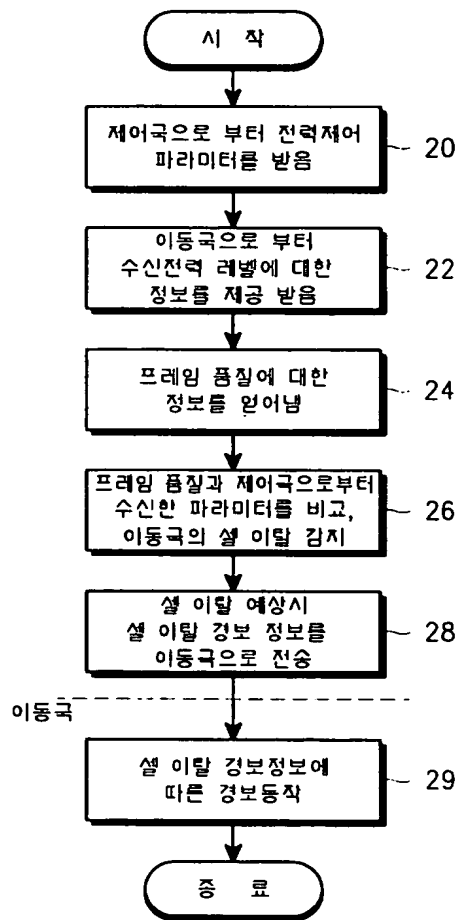 시 작
제어국으로 부터 전력제어
파라미터를 받음
20
이동국으로 부터
수신전력 레벨에 대한
정보를 제공 받음
22
프레임 품질에 대한
정보를 얻어냄
24
프레임 품질과 제어국으로부터
수신한 파라미터를 비교,
이동국의 셀 이탈 감지
26
셀 이탈 예상시
셀 이탈 경보 정보를
이동국으로 전송
28
이동국
셀 이탈 경보정보에
따른 경보동작
29
종 료